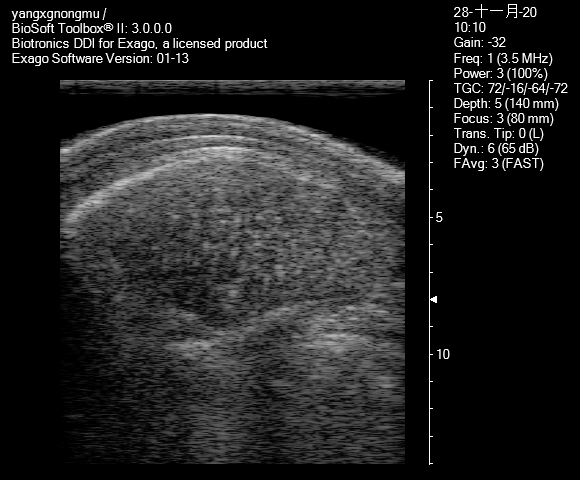 yangxgnongmu /
BioSoft Toolbox® II: 3.0.0.0
Biotronics DDI for Exago, a licensed product
Exago Software Version: 01-13
28-十一月-20
10:10
Gain: -32
Freq: 1 (3.5 MHz)
Power: 3 (100%)
TGC: 72/-16/-64/-72
Depth: 5 (140 mm)
Focus: 3 (80 mm)
Trans. Tip: 0 (L)
Dyn.: 6 (65 dB)
FAvg: 3 (FAST)
5
10